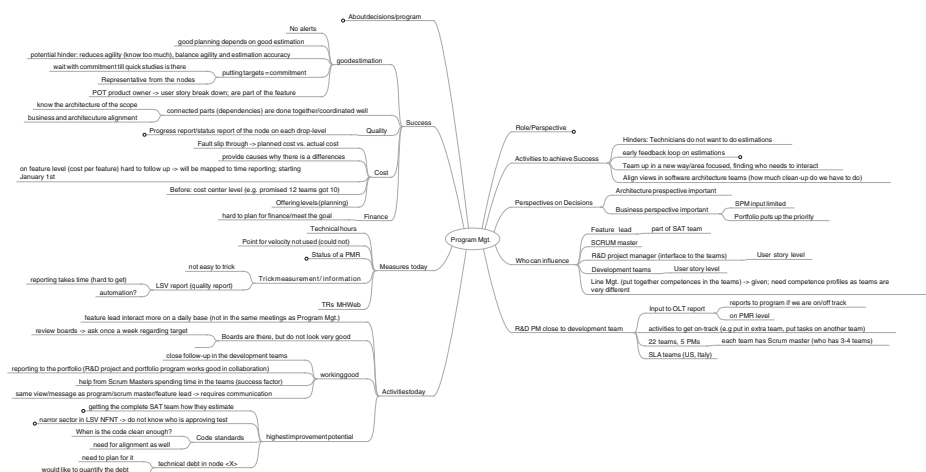 About decisions/program
No alerts
good planning depends on good estimation
potential hinder: reduces agility (know too much), balance agility and estimation accuracy
good estimation
wait with commitment till quick studies is there
putting targets = commitment
Representative from the nodes
POT product owner -> user story break down; are part of the feature
know the architecture of the scope
connected parts (dependencies) are done together/coordinated well
business and architecuture alignment
Success
Progress report/status report of the node on each drop-level
Quality
Fault slip through -> planned cost vs. actual cost
provide causes why there is a differences
on feature level (cost per feature) hard to follow up -> will be mapped to time reporting; starting
January 1st
Cost
Before: cost center level (e.g. promised 12 teams got 10)
Offering levels (planning)
hard to plan for finance/meet the goal
Finance
Technical hours
Point for velocity not used (could not)
Status of a PMR
Measures today
not easy to trick
Trick measurement / information
reporting takes time (hard to get)
LSV report (quality report)
automation?
TRs MHWeb
feature lead interact more on a daily base (not in the same meetings as Program Mgt.)
review boards -> ask once a week regarding target
Boards are there, but do not look very good
close follow-up in the development teams
reporting to the portfolio (R&D project and portfolio program works good in collaboration)
working good
help from Scrum Masters spending time in the teams (success factor)
same view/message as program/scrum master/feature lead -> requires communication
Activities today
getting the complete SAT team how they estimate
narror sector in LSV NFNT -> do not know who is approving test
When is the code clean enough?
Code standards
highest improvement potential
need for alignment as well
need to plan for it
technical debt in node <X>
would like to quantify the debt
Program Mgt.
Role/Perspective
Hinders: Technicians do not want to do estimations
early feedback loop on estimations
Activities to achieve Success
Team up in a new way/area focused, finding who needs to interact
Align views in software architecture teams (how much clean-up do we have to do)
Architecture prespective important
Perspectives on Decisions
SPM input limited
Business perspective important
Portfolio puts up the priority
Feature lead
part of SAT team
SCRUM master
R&D project manager (interface to the teams)
User story level
Who can influence
Development teams
User story level
Line Mgt. (put together competences in the teams) -> given; need competence profiles as teams are
very different
reports to program if we are on/off track
Input to OLT report
on PMR level
R&D PM close to development team
activities to get on-track (e.g put in extra team, put tasks on another team)
22 teams, 5 PMs
each team has Scrum master (who has 3-4 teams)
SLA teams (US, Italy)